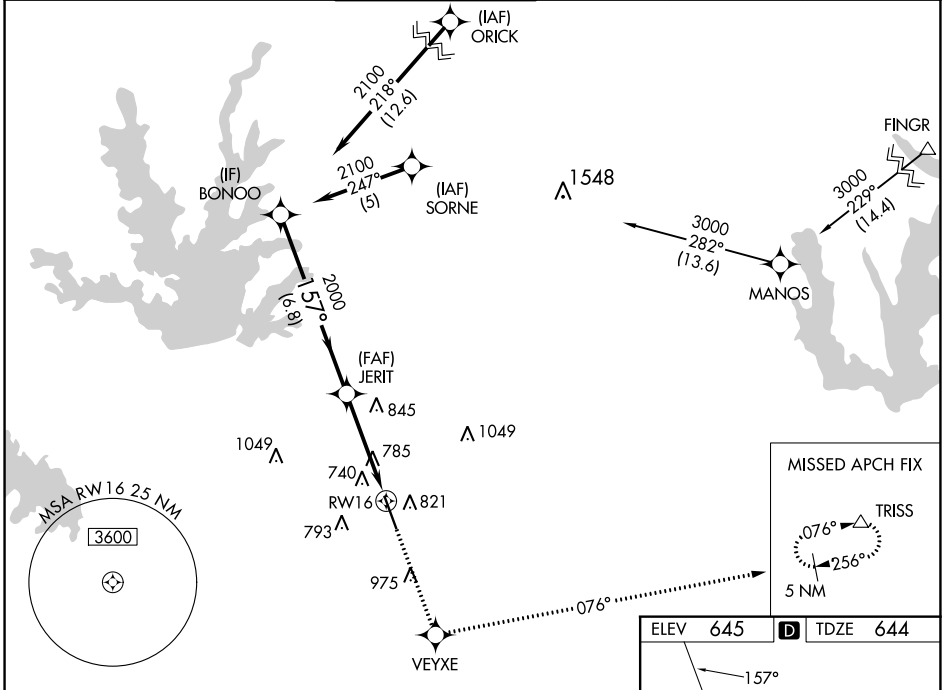 (IAF)
ORICK
2100
218°
(12.6)
FINGR
3000
229°
(14.4)
(IF)
BONOO
2100
247°
(5)
(IAF)
SORNE
1548
3000
282°
(13.6)
MANOS
2000
157°
(6.8)
(FAF)
JERIT
845
1049
1049
785
740
RW16
821
793
975
MSA RW16 25 NM
3600
MISSED APCH FIX
TRISS
076°
256°
5 NM
076°
VEYXE
ELEV 645 D TDZE 644
157°